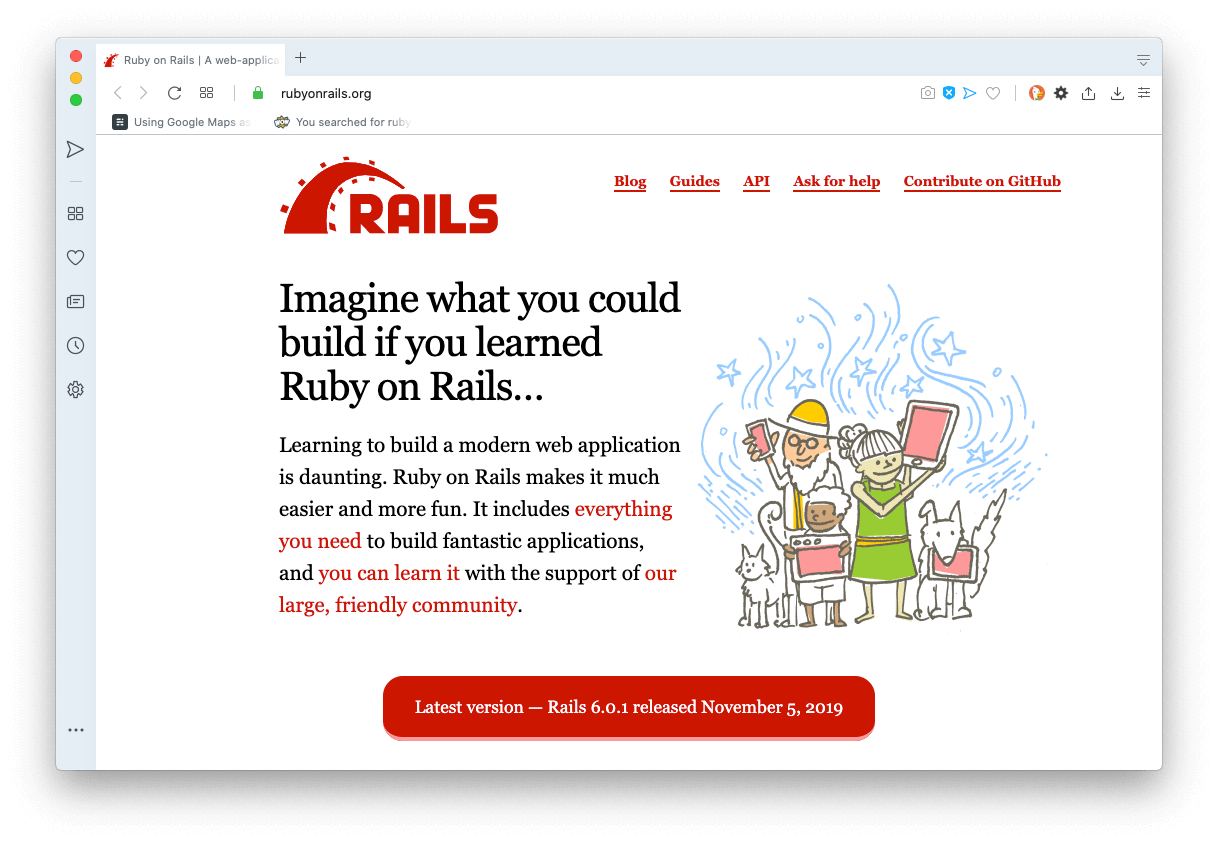 Ruby on Rails | A web-applica
rubyonrails.org
Using Google Maps as
You searched for ruby
RAILS
Blog Guides API Ask for help Contribute on GitHub
Imagine what you could
build if you learned
Ruby on Rails…
Learning to build a modern web application
is daunting. Ruby on Rails makes it much
easier and more fun. It includes everything
you need to build fantastic applications,
and you can learn it with the support of our
large, friendly community.
Latest version — Rails 6.0.1 released November 5, 2019